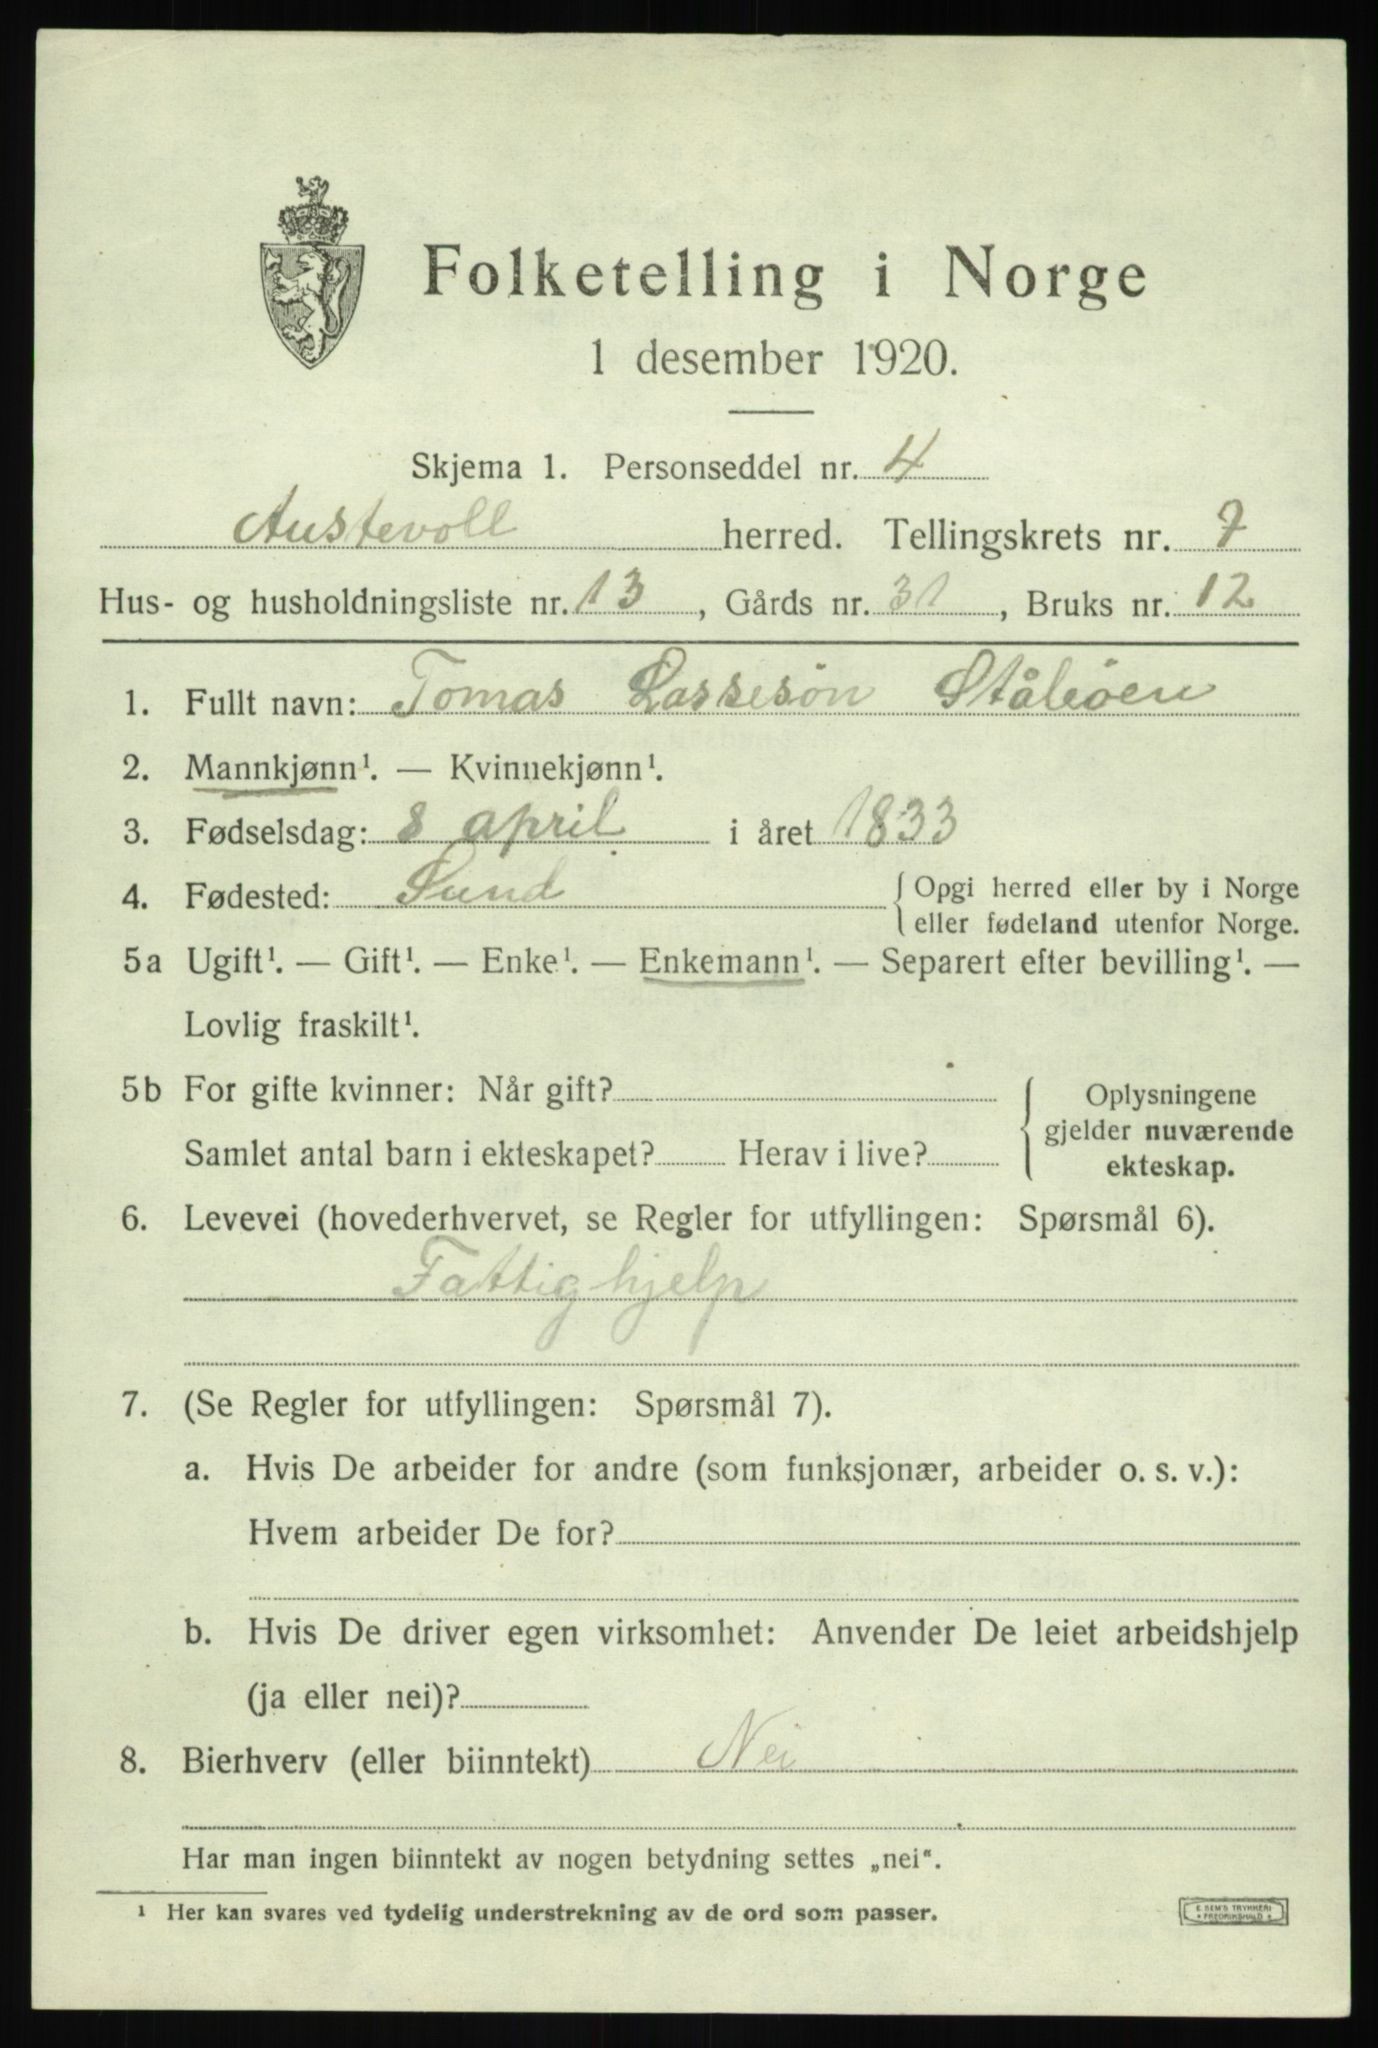 Folketelling i Norge
1 desember 1920.
Skjema 1. Personseddel nr. 4
Austevoll herred. Tellingskrets nr. 7
Hus- og husholdningsliste nr. 13, Gårds nr. 31, Bruks nr. 12
1. Fullt navn: Tomas Lassesøn Ståløen
2. Mannkjønn¹. — Kvinnekjønn¹.
3. Fødselsdag: 8 april i året 1833
4. Fødested: Sund { Opgi herred eller by i Norge
eller fødeland utenfor Norge.
5a Ugift¹. — Gift¹. — Enke¹. — Enkemann¹. — Separert efter bevilling¹. —
Lovlig fraskilt¹.
5b For gifte kvinner: Når gift? { Oplysningene
gjelder nuværende
Samlet antal barn i ekteskapet? Herav i live?
ekteskap.
6. Levevei (hovederhvervet, se Regler for utfyllingen: Spørsmål 6).
Fattighjelp
7. (Se Regler for utfyllingen: Spørsmål 7).
a. Hvis De arbeider for andre (som funksjonær, arbeider o. s. v.):
Hvem arbeider De for?
b. Hvis De driver egen virksomhet: Anvender De leiet arbeidshjelp
(ja eller nei)?
8. Bierhverv (eller biinntekt) Nei
Har man ingen biinntekt av nogen betydning settes „nei“.
¹ Her kan svares ved tydelig understrekning av de ord som passer.
E. SEM'S TRYKKERI
* FREDRIKSHALD *